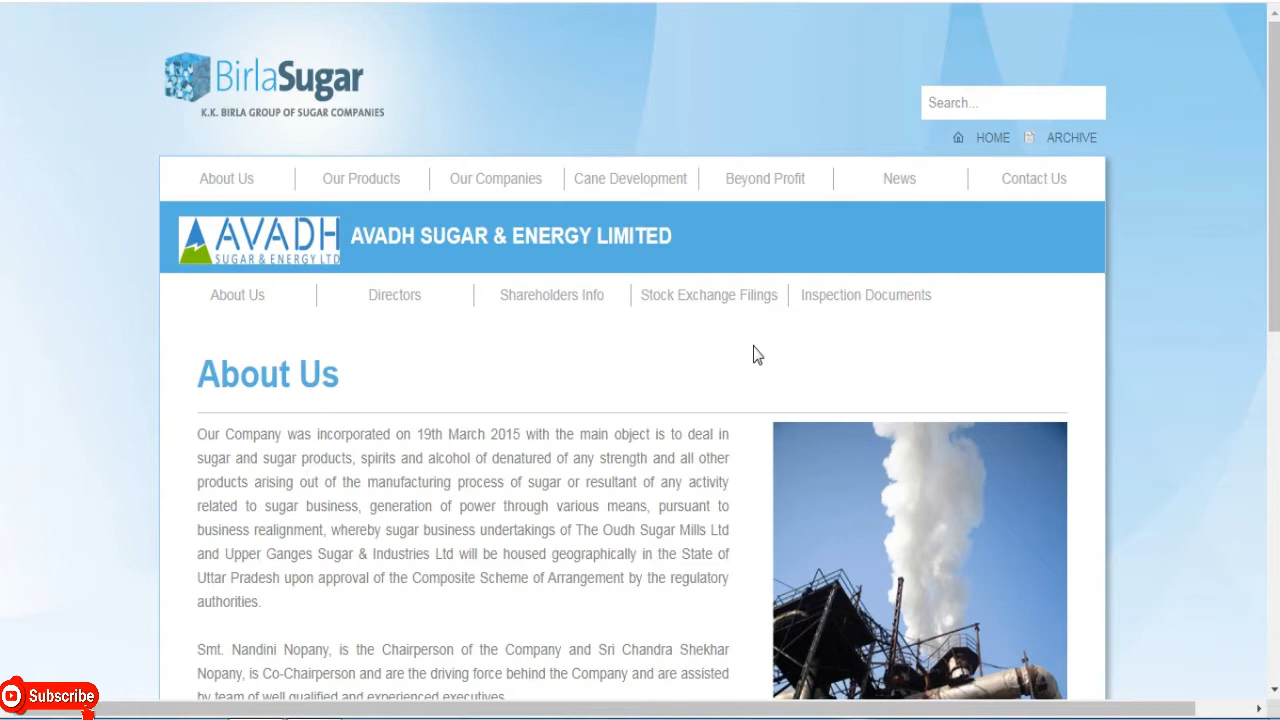 BirlaSugar
K.K. BIRLA GROUP OF SUGAR COMPANIES
Search...
HOME ARCHIVE
About Us Our Products Our Companies Cane Development Beyond Profit News Contact Us
AVADH
SUGAR & ENERGY LTD
AVADH SUGAR & ENERGY LIMITED
About Us Directors Shareholders Info Stock Exchange Filings Inspection Documents
About Us
Our Company was incorporated on 19th March 2015 with the main object is to deal in
sugar and sugar products, spirits and alcohol of denatured of any strength and all other
products arising out of the manufacturing process of sugar or resultant of any activity
related to sugar business, generation of power through various means, pursuant to
business realignment, whereby sugar business undertakings of The Oudh Sugar Mills Ltd
and Upper Ganges Sugar & Industries Ltd will be housed geographically in the State of
Uttar Pradesh upon approval of the Composite Scheme of Arrangement by the regulatory
authorities.
Smt. Nandini Nopany, is the Chairperson of the Company and Sri Chandra Shekhar
Nopany, is Co-Chairperson and are the driving force behind the Company and are assisted
by team of well qualified and experienced executives.
Subscribe